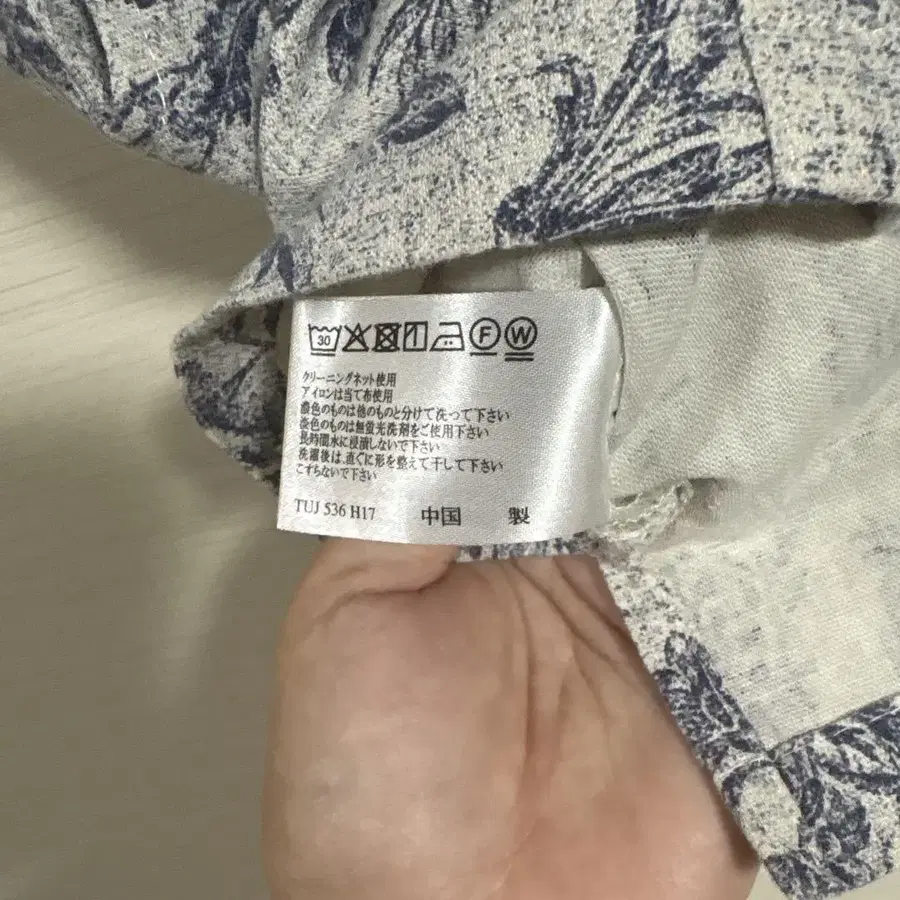 30 F W
クリーニングネット使用
アイロンは当て布使用
濃色のものは他のものと分けて洗って下さい
淡色のものは無蛍光洗剤をご使用下さい
長時間水に浸漬しないで下さい
洗濯後は、直ぐに形を整えて干して下さい
こすらないで下さい
TUJ 536 H17 中国 製